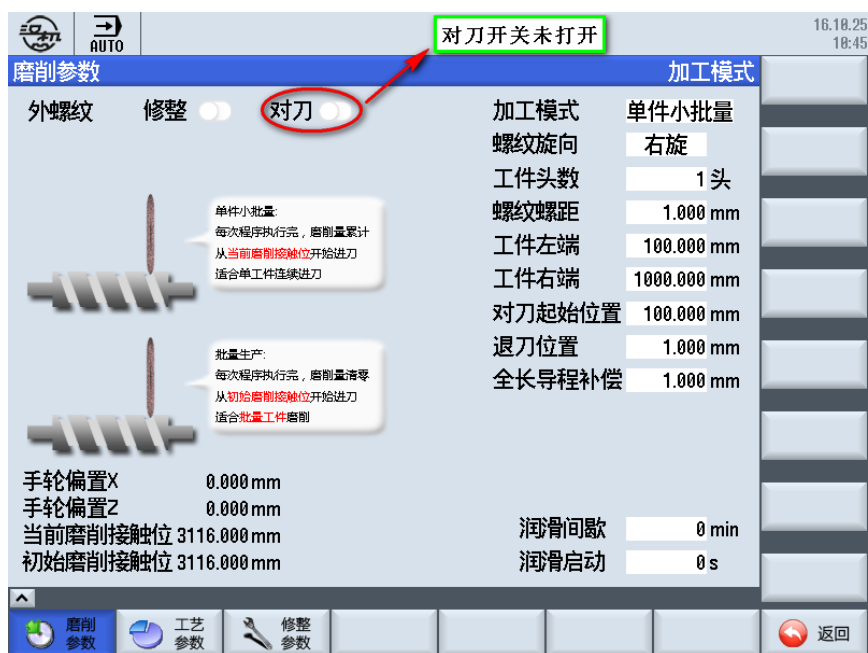 汉机
AUTO
对刀开关未打开
16.10.25
10:45
磨削参数
加工模式
外螺纹 修整 对刀
加工模式 单件小批量
螺纹旋向 右旋
工件头数 1 头
螺纹螺距 1.000 mm
工件左端 100.000 mm
工件右端 1000.000 mm
对刀起始位置 100.000 mm
退刀位置 1.000 mm
全长导程补偿 1.000 mm
单件小批量:
每次程序执行完，磨削量累计
从当前磨削接触位开始进刀
适合单工件连续进刀
批量生产:
每次程序执行完，磨削量清零
从初始磨削接触位开始进刀
适合批量工件磨削
手轮偏置X 0.000 mm
手轮偏置Z 0.000 mm
当前磨削接触位 3116.000 mm
初始磨削接触位 3116.000 mm
润滑间歇 0 min
润滑启动 0 s
磨削
参数
工艺
参数
修整
参数
返回